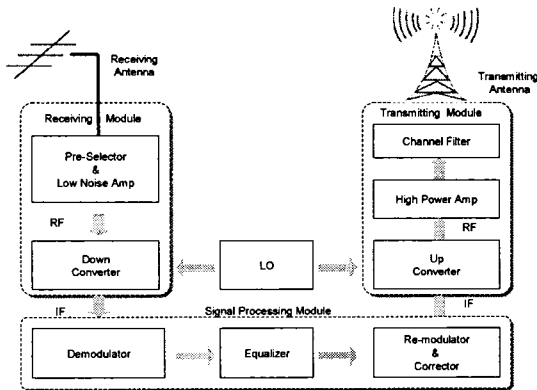 Receiving
Antenna
Transmitting
Antenna
Receiving Module
Pre-Selector
&
Low Noise Amp
RF
Down
Converter
IF
LO
Transmitting Module
Channel Filter
High Power Amp
RF
Up
Converter
IF
Signal Processing Module
Demodulator
Equalizer
Re-modulator
&
Corrector